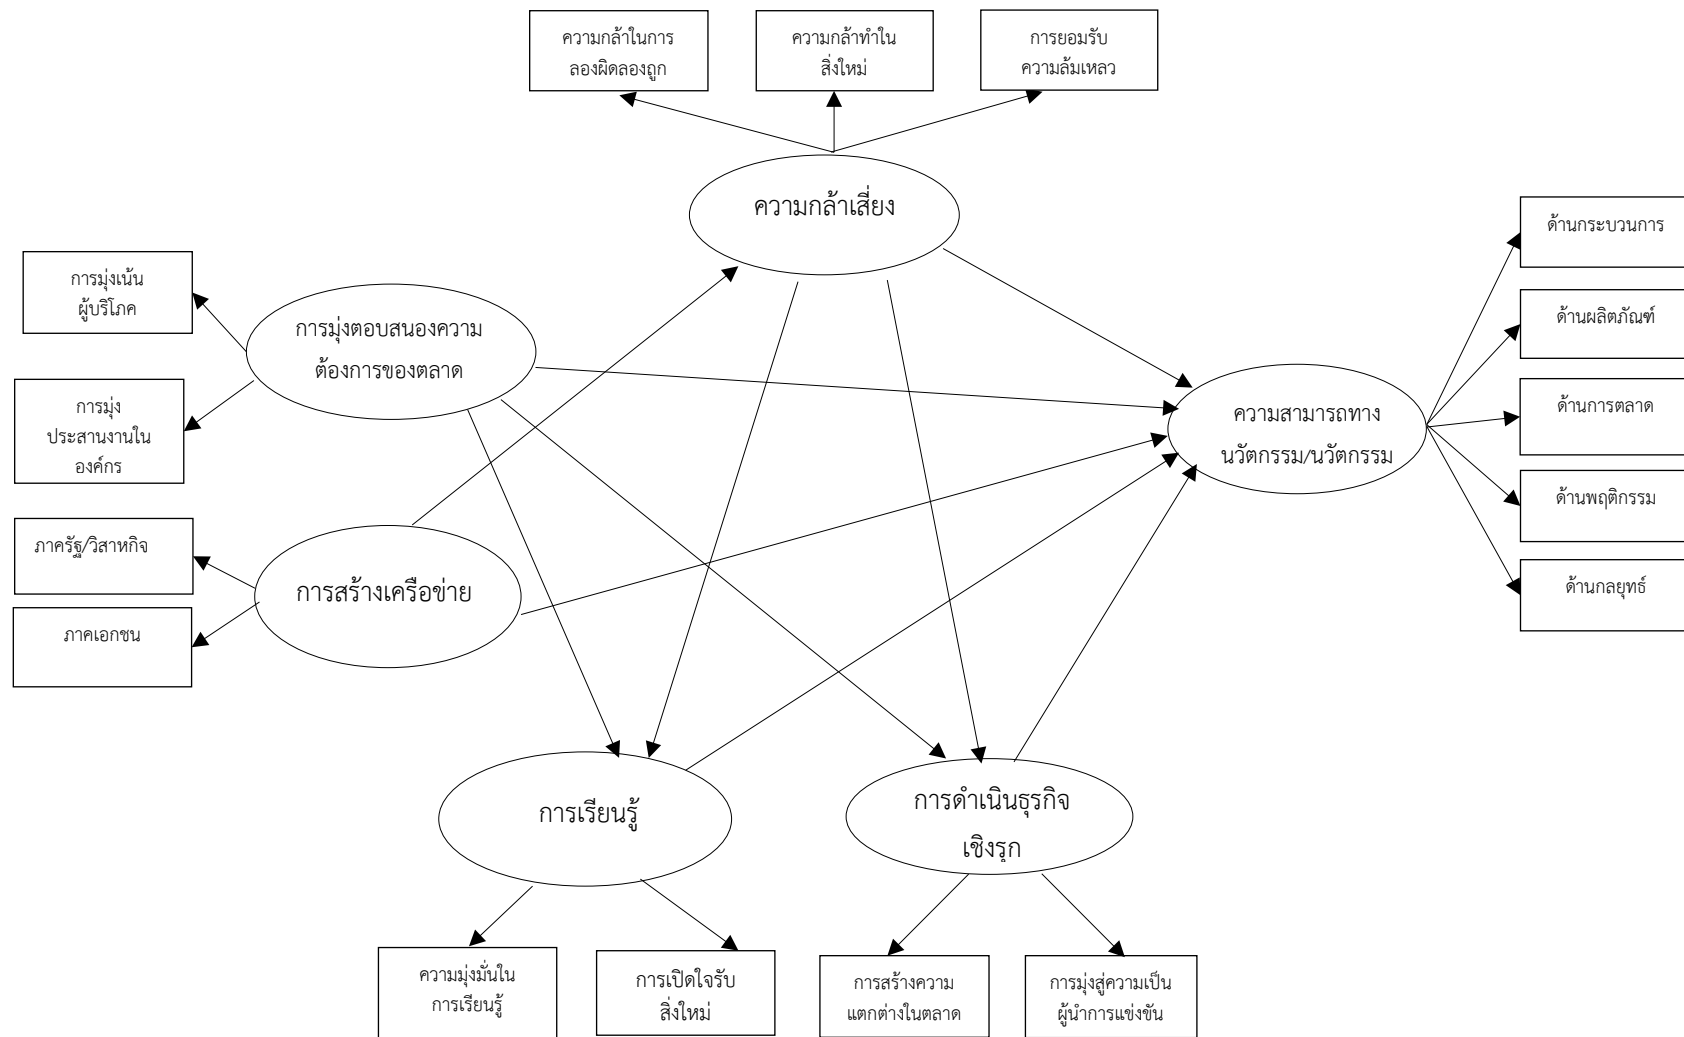 ความกล้าในการ
ลองผิดลองถูก
ความกล้าทำใน
สิ่งใหม่
การยอมรับ
ความล้มเหลว
ความกล้าเสี่ยง
ด้านกระบวนการ
ด้านผลิตภัณฑ์
ด้านการตลาด
ด้านพฤติกรรม
ด้านกลยุทธ์
การมุ่งเน้น
ผู้บริโภค
การมุ่งตอบสนองความ
ต้องการของตลาด
การมุ่ง
ประสานงานใน
องค์กร
ความสามารถทาง
นวัตกรรม/นวัตกรรม
ภาครัฐ/วิสาหกิจ
การสร้างเครือข่าย
ภาคเอกชน
การเรียนรู้
การดำเนินธุรกิจ
เชิงรุก
ความมุ่งมั่นใน
การเรียนรู้
การเปิดใจรับ
สิ่งใหม่
การสร้างความ
แตกต่างในตลาด
การมุ่งสู่ความเป็น
ผู้นำการแข่งขัน